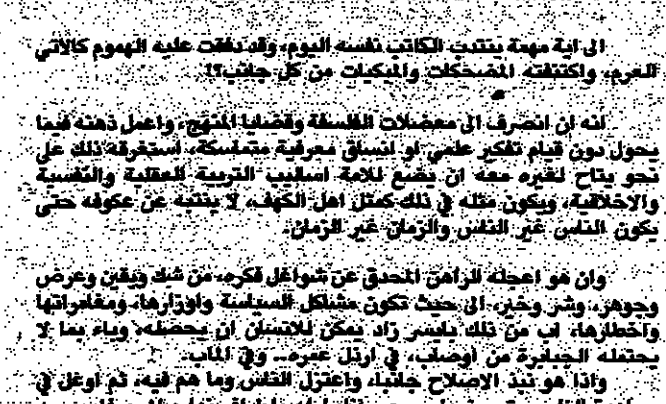 الى اية مهمة ينتدب الكاتب نفسه اليوم، وقد دفقت عليه الهموم كالاتي
العرم، واكتنفته المضحكات والمبكيات من كل جانب؟!
أنه ان انصرف الى معضلات الفلسفة وقضايا المنهج، واعمل ذهنه فيما
يحول دون قيام تفكير علمي او انساق معرفية متماسكة، استغرقه ذلك على
نحو يتاح لغيره معه ان يضع للامة اساليب التربية العقلية والنفسية
والاخلاقية، ويكون مثله في ذلك كمثل اهل الكهف، لا ينتبه عن عكوفه حتى
يكون الناس غير الناس والزمان غير الزمان.
وان هو اعجله الراهن المحدق عن شواغل فكره، من شك ويقين وعرض
وجوهر، وشر وخير، الى حيث تكون مشاكل السياسة واوزارها، ومغامراتها
واخطارها، اب من ذلك بايسر زاد يمكن للانسان ان يحصله، وباء بما لا
يحتمله الجبابرة من اوصاب، في ارذل عمره.. وفي الماب.
واذا هو نبذ الاصلاح جانبا، واعتزل الناس وما هم فيه، ثم اوغل في